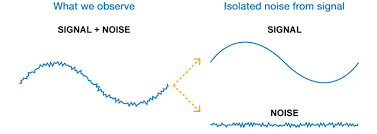 What we observe
Isolated noise from signal
SIGNAL + NOISE
SIGNAL
NOISE